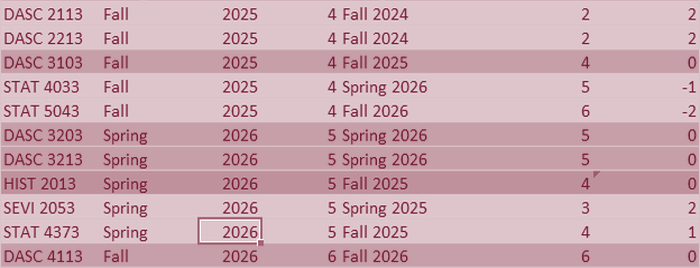 DASC 2113 Fall 2025 4 Fall 2024 2 2
DASC 2213 Fall 2025 4 Fall 2024 2 2
DASC 3103 Fall 2025 4 Fall 2025 4 0
STAT 4033 Fall 2025 4 Spring 2026 5 -1
STAT 5043 Fall 2025 4 Fall 2026 6 -2
DASC 3203 Spring 2026 5 Spring 2026 5 0
DASC 3213 Spring 2026 5 Spring 2026 5 0
HIST 2013 Spring 2026 5 Fall 2025 4 0
SEVI 2053 Spring 2026 5 Spring 2025 3 2
STAT 4373 Spring 2026 5 Fall 2025 4 1
DASC 4113 Fall 2026 6 Fall 2026 6 0